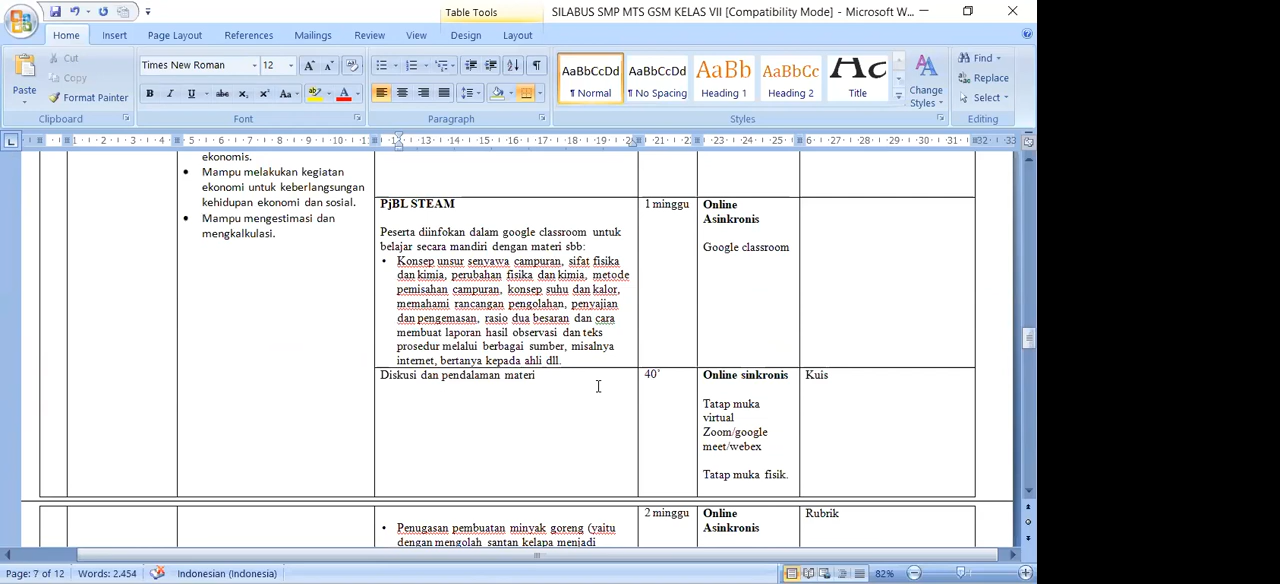 Table Tools
SILABUS SMP MTS GSM KELAS VII [Compatibility Mode] - Microsoft W...
Home Insert Page Layout References Mailings Review View Design Layout
Cut
Copy
Format Painter
Paste
Clipboard
Times New Roman 12
Font
Paragraph
AaBbCcDd AaBbCcDd AaBb AaBbCc Aa
¶ Normal ¶ No Spacing Heading 1 Heading 2 Title
Change Styles
Styles
Find
Replace
Select
Editing
ekonomis.
• Mampu melakukan kegiatan
ekonomi untuk keberlangsungan
kehidupan ekonomi dan sosial.
• Mampu mengestimasi dan
mengkalkulasi.
PjBL STEAM
Peserta diinfokan dalam google classroom untuk
belajar secara mandiri dengan materi sbb:
• Konsep unsur senyawa campuran, sifat fisika
dan kimia, perubahan fisika dan kimia, metode
pemisahan campuran, konsep suhu dan kalor,
memahami rancangan pengolahan, penyajian
dan pengemasan, rasio dua besaran dan cara
membuat laporan hasil observasi dan teks
prosedur melalui berbagai sumber, misalnya
internet, bertanya kepada ahli dll.
1 minggu
Online
Asinkronis
Google classroom
Diskusi dan pendalaman materi
40’
Online sinkronis
Tatap muka
virtual
Zoom/google
meet/webex
Tatap muka fisik.
Kuis
• Penugasan pembuatan minyak goreng (yaitu
dengan mengolah santan kelapa menjadi
2 minggu
Online
Asinkronis
Rubrik
Page: 7 of 12 Words: 2.454 Indonesian (Indonesia) 82%